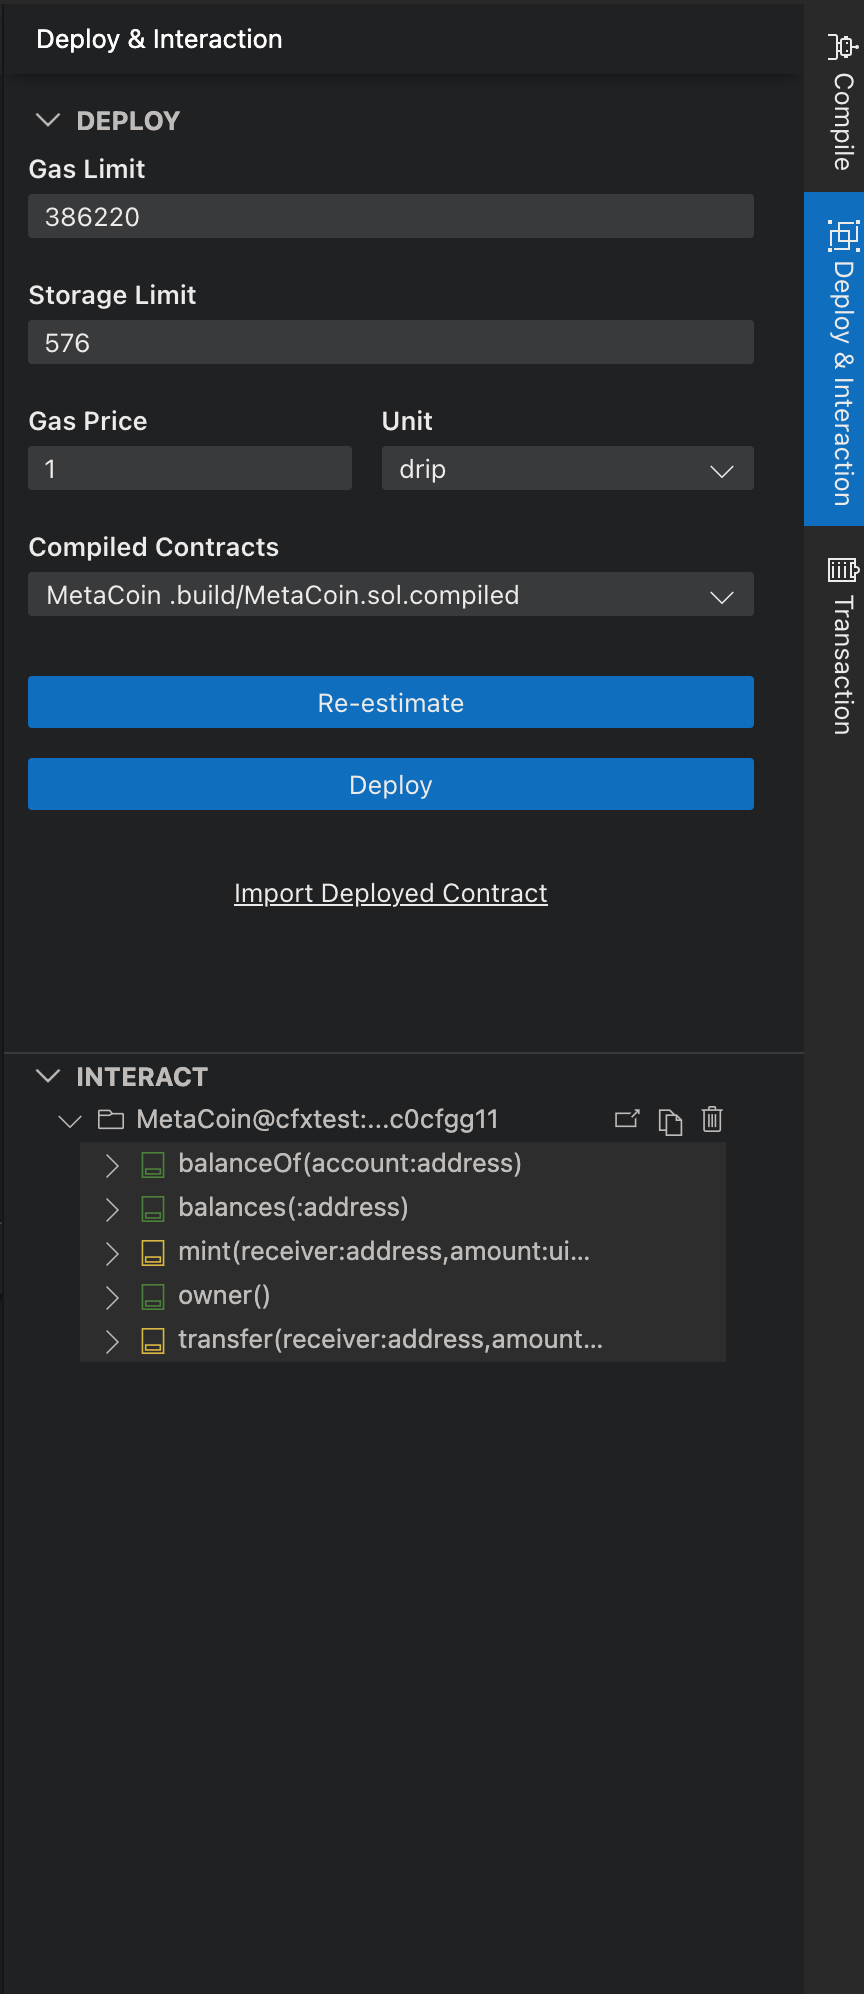 Deploy & Interaction
DEPLOY
Gas Limit
386220
Storage Limit
576
Gas Price
Unit
1
drip
Compiled Contracts
MetaCoin .build/MetaCoin.sol.compiled
Re-estimate
Deploy
Import Deployed Contract
INTERACT
MetaCoin@cfxtest:...c0cfgg11
balanceOf(account:address)
balances(:address)
mint(receiver:address,amount:ui...
owner()
transfer(receiver:address,amount...
Compile
Deploy & Interaction
Transaction